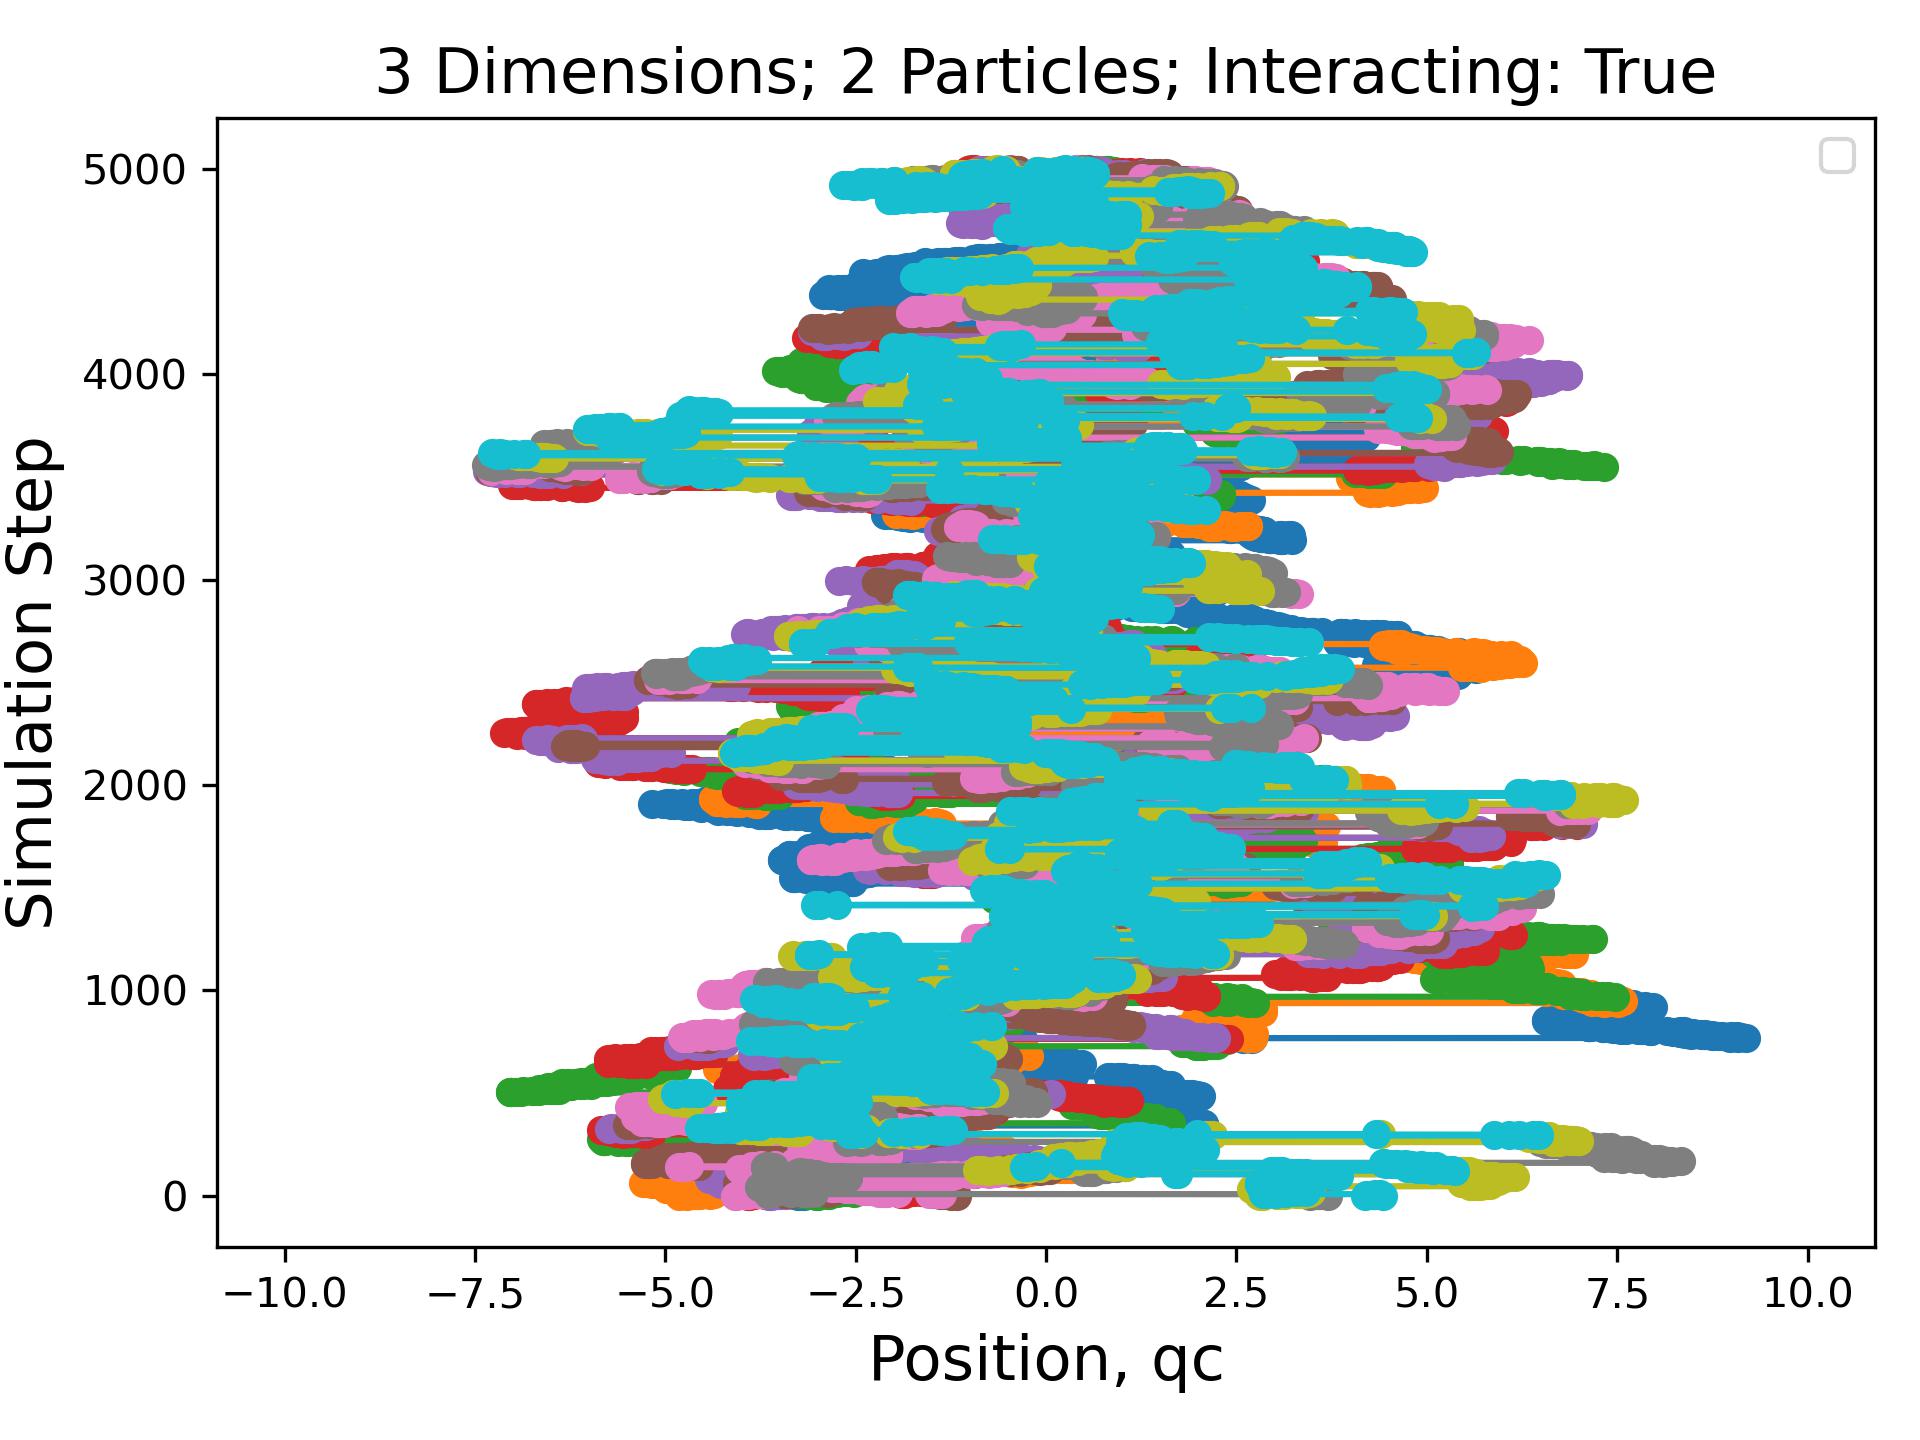 3 Dimensions; 2 Particles; Interacting: True
Simulation Step
5000
4000
3000
2000
1000
0
−10.0 −7.5 −5.0 −2.5 0.0 2.5 5.0 7.5 10.0
Position, qc